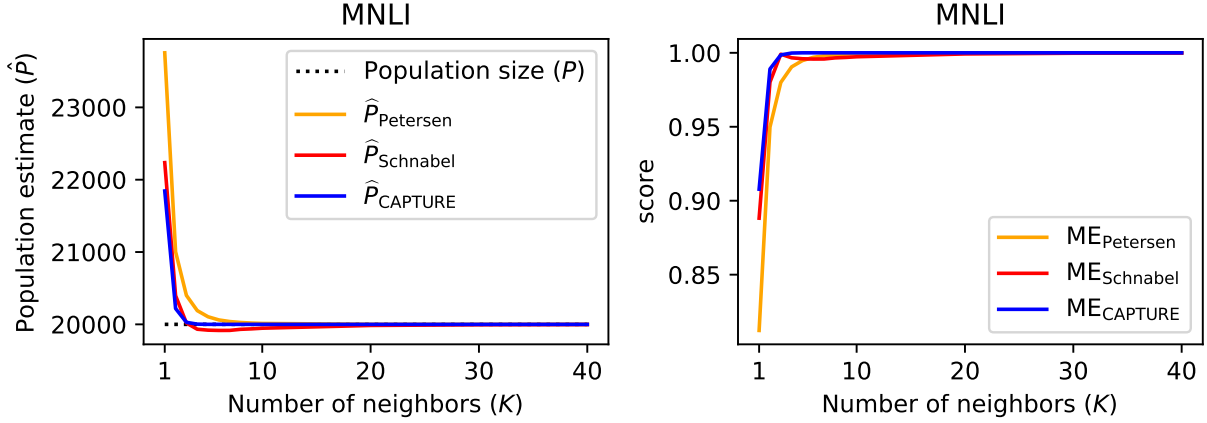 MNLI
Population estimate (P̂)
23000
22000
21000
20000
Population size (P)
P̂Petersen
P̂Schnabel
P̂CAPTURE
1 10 20 30 40
Number of neighbors (K)
MNLI
score
1.00
0.95
0.90
0.85
MEPetersen
MESchnabel
MECAPTURE
1 10 20 30 40
Number of neighbors (K)